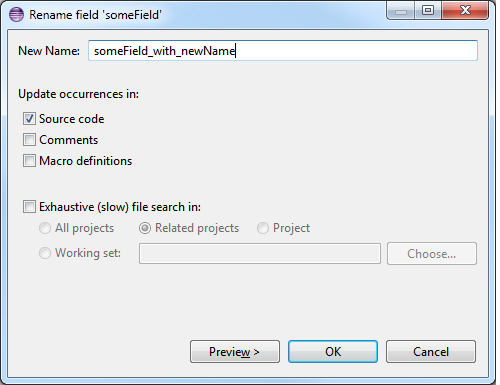 Rename field 'someField'
New Name: someField_with_newName
Update occurrences in:
Source code
Comments
Macro definitions
Exhaustive (slow) file search in:
All projects Related projects Project
Working set: Choose...
Preview > OK Cancel